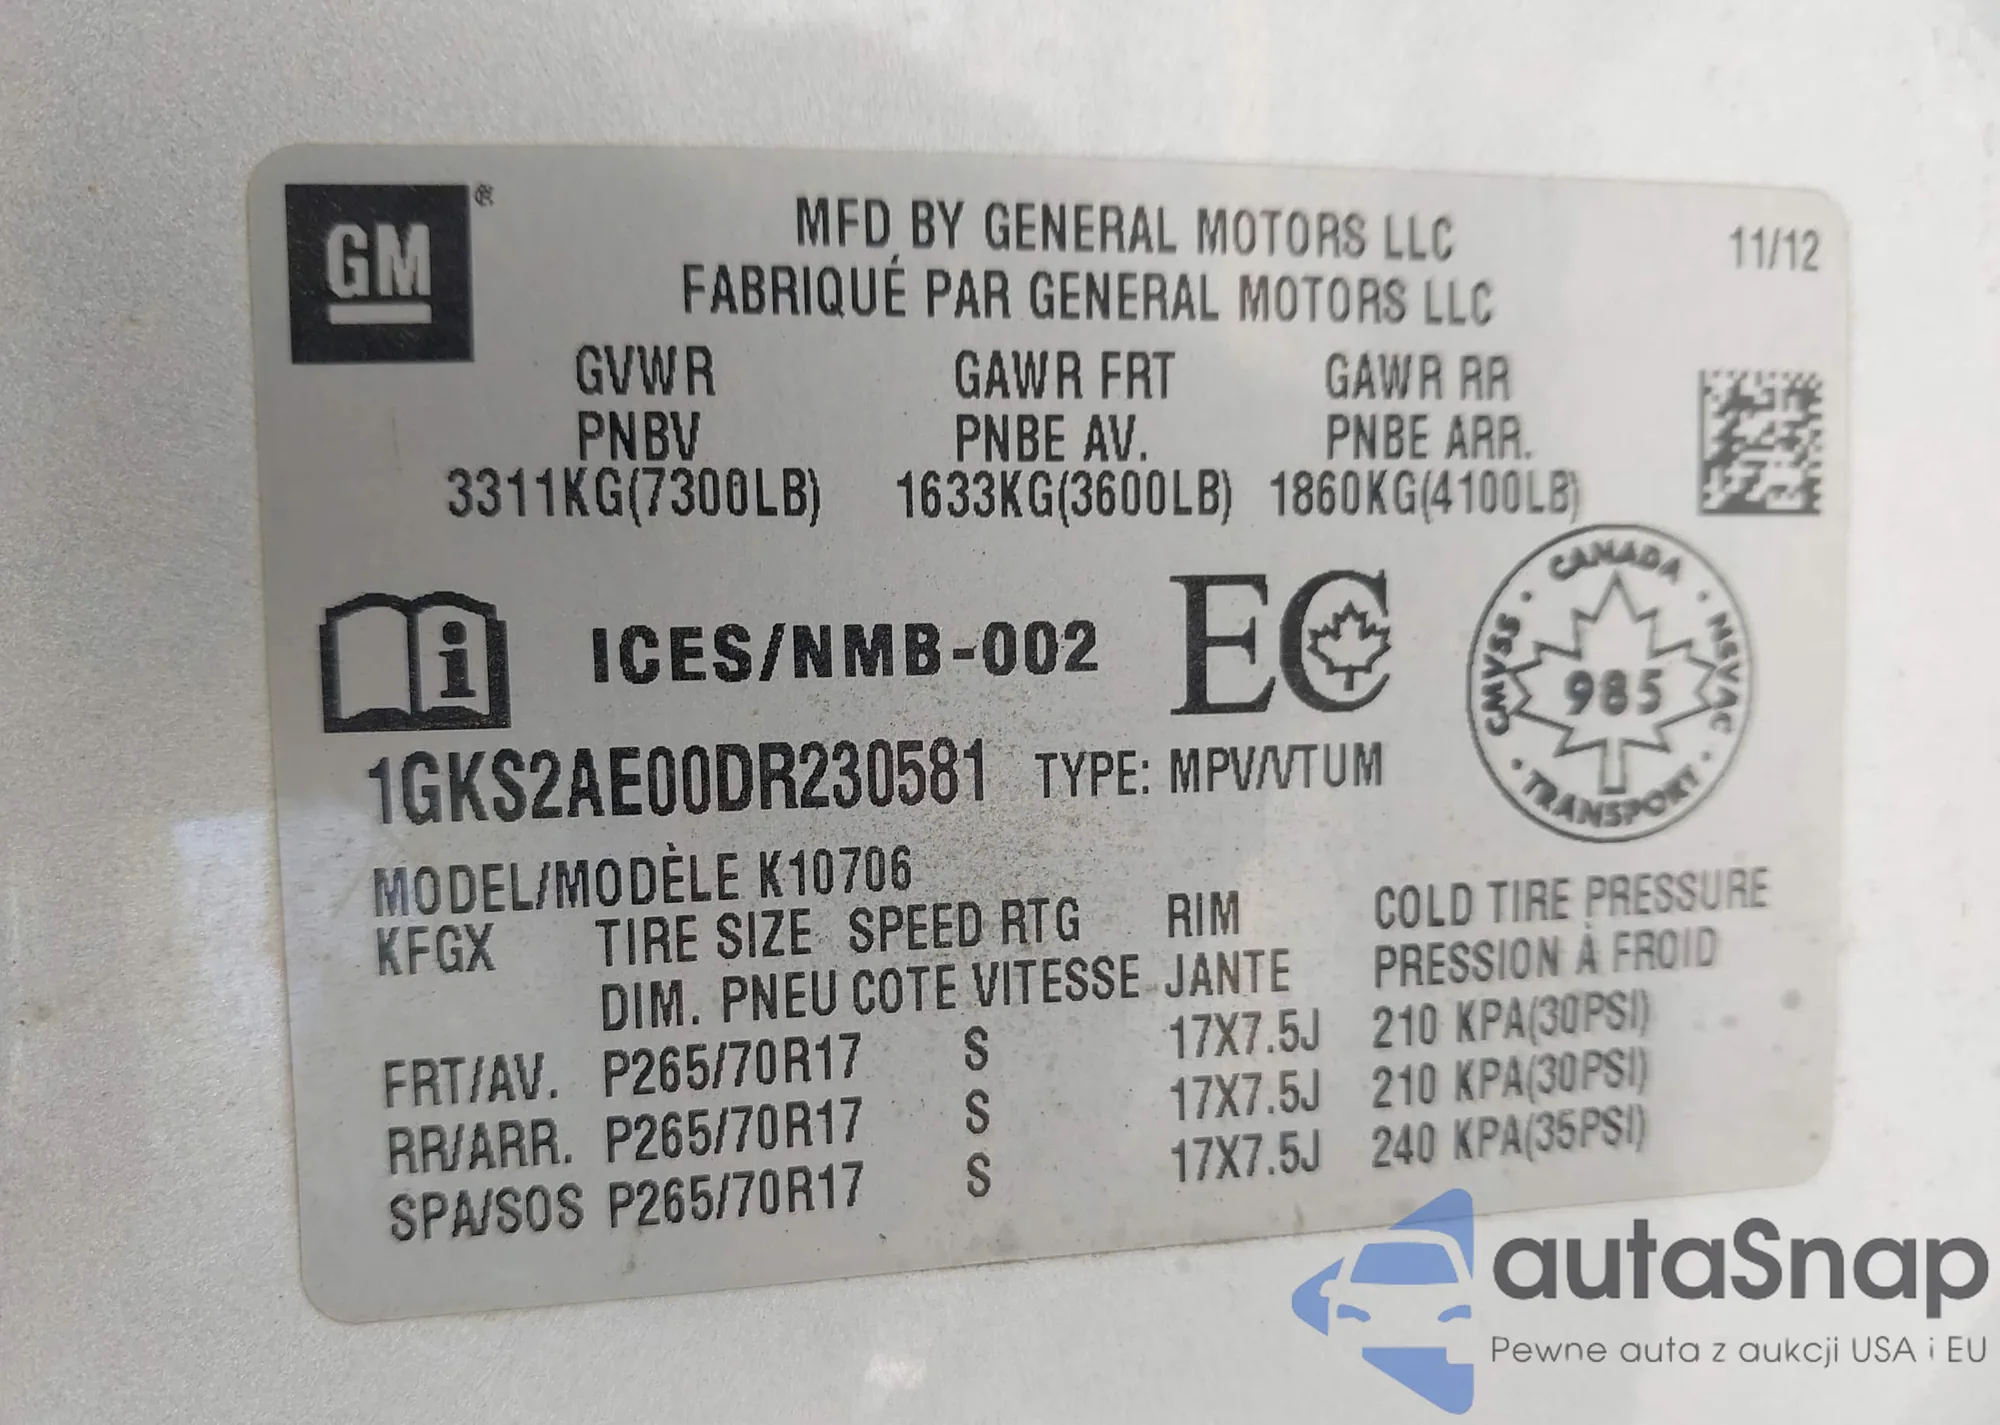 GM®
MFD BY GENERAL MOTORS LLC
FABRIQUÉ PAR GENERAL MOTORS LLC
11/12
GVWR GAWR FRT GAWR RR
PNBV PNBE AV. PNBE ARR.
3311KG(7300LB) 1633KG(3600LB) 1860KG(4100LB)
i
ICES/NMB-002
EC
CANADA · NSVAC · TRANSPORT · CMVSS ·
985
1GKS2AE00DR230581 TYPE: MPV/VTUM
MODEL/MODÈLE K10706
KFGX TIRE SIZE SPEED RTG RIM COLD TIRE PRESSURE
DIM. PNEU COTE VITESSE JANTE PRESSION À FROID
FRT/AV. P265/70R17 S 17X7.5J 210 KPA(30PSI)
RR/ARR. P265/70R17 S 17X7.5J 210 KPA(30PSI)
SPA/SOS P265/70R17 S 17X7.5J 240 KPA(35PSI)
autaSnap
Pewne auta z aukcji USA i EU